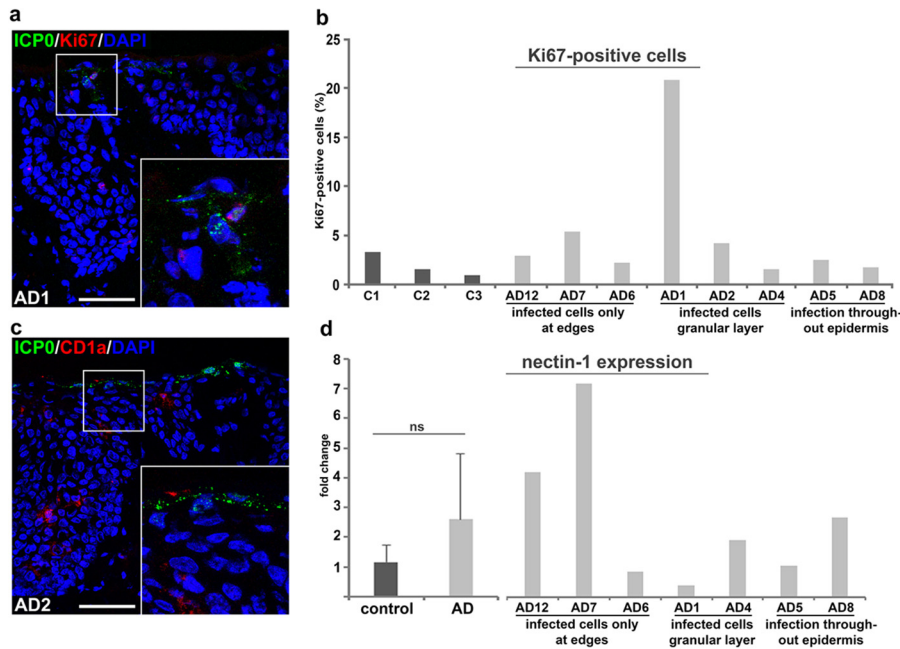 a
ICP0/Ki67/DAPI
AD1
b
Ki67-positive cells
Ki67-positive cells (%)
25
20
15
10
5
0
C1 C2 C3 AD12 AD7 AD6 AD1 AD2 AD4 AD5 AD8
infected cells only at edges
infected cells granular layer
infection through-out epidermis
c
ICP0/CD1a/DAPI
AD2
d
nectin-1 expression
fold change
8
7
6
5
4
3
2
1
ns
control AD AD12 AD7 AD6 AD1 AD4 AD5 AD8
infected cells only at edges
infected cells granular layer
infection through-out epidermis